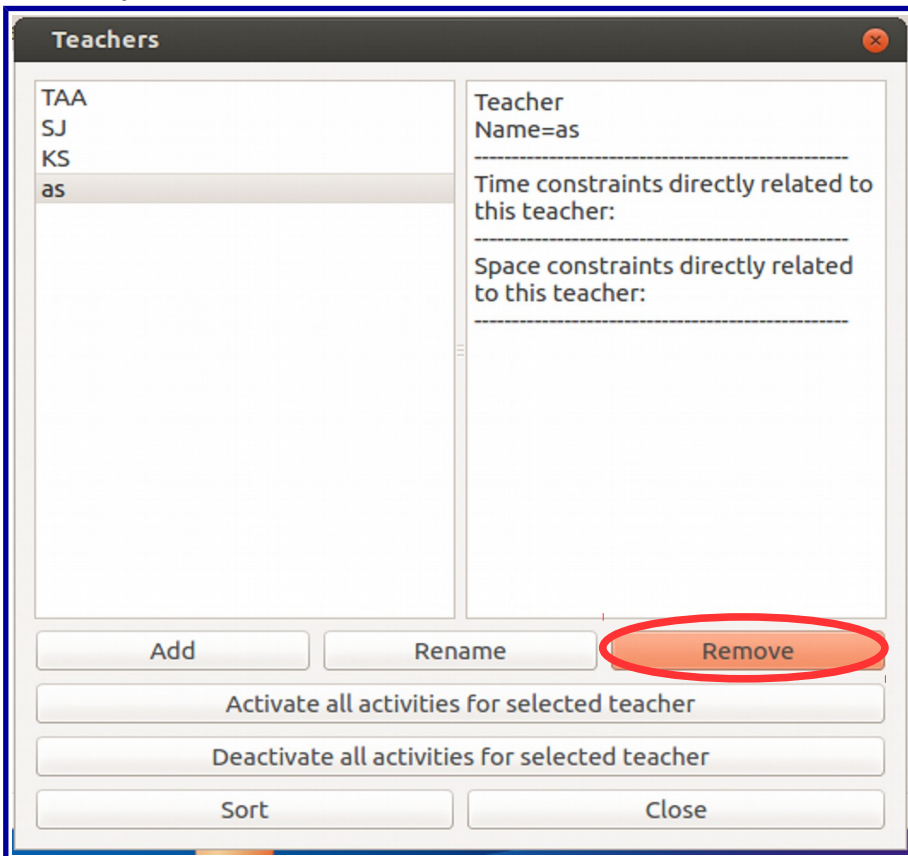 Teachers
TAA
SJ
KS
as
Teacher
Name=as
--------------------------------------------------
Time constraints directly related to
this teacher:
--------------------------------------------------
Space constraints directly related
to this teacher:
--------------------------------------------------
Add
Rename
Remove
Activate all activities for selected teacher
Deactivate all activities for selected teacher
Sort
Close